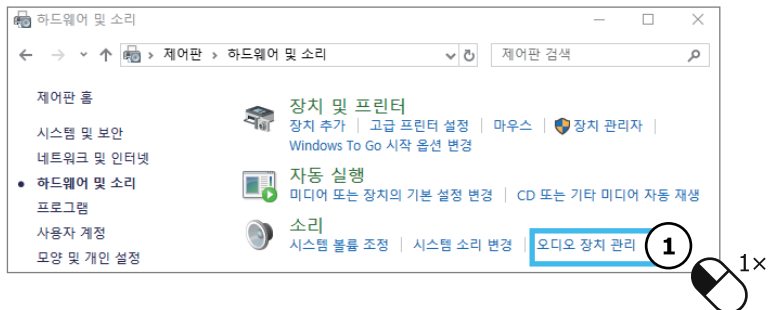 하드웨어 및 소리
제어판 › 하드웨어 및 소리
제어판 검색
제어판 홈
시스템 및 보안
네트워크 및 인터넷
하드웨어 및 소리
프로그램
사용자 계정
모양 및 개인 설정
장치 및 프린터
장치 추가 | 고급 프린터 설정 | 마우스 | 장치 관리자 |
Windows To Go 시작 옵션 변경
자동 실행
미디어 또는 장치의 기본 설정 변경 | CD 또는 기타 미디어 자동 재생
소리
시스템 볼륨 조정 | 시스템 소리 변경 | 오디오 장치 관리
1
1×